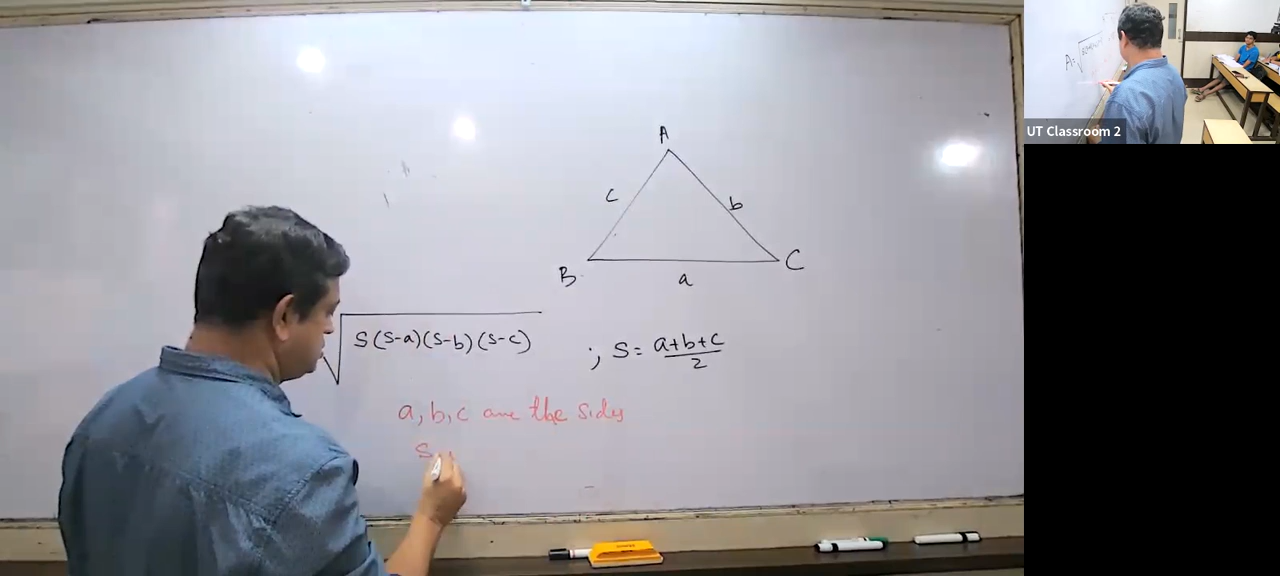 A
c
b
B
a
C
√s(s-a)(s-b)(s-c)
; s = a+b+c/2
a, b, c are the sides
s
A=√
UT Classroom 2